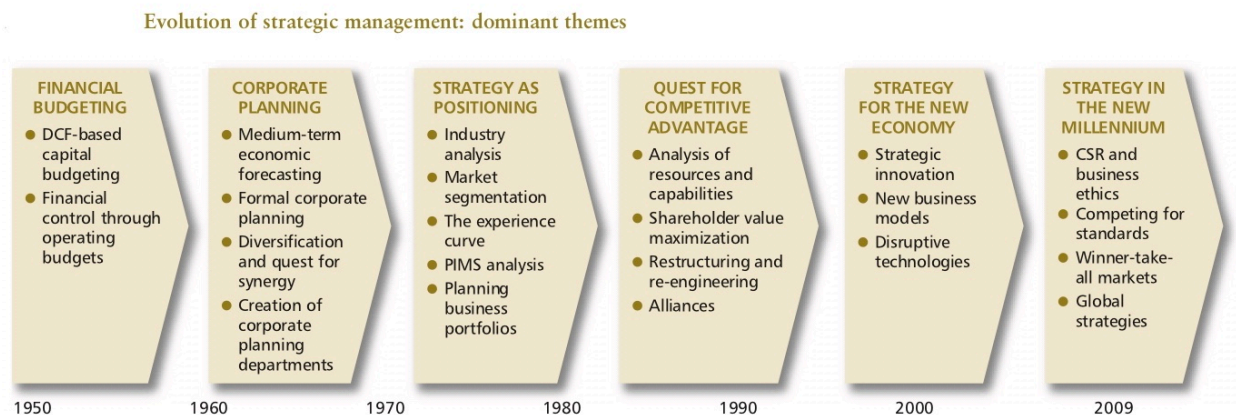 Evolution of strategic management: dominant themes
FINANCIAL
BUDGETING
● DCF-based
capital
budgeting
● Financial
control through
operating
budgets
CORPORATE
PLANNING
● Medium-term
economic
forecasting
● Formal corporate
planning
● Diversification
and quest for
synergy
● Creation of
corporate
planning
departments
STRATEGY AS
POSITIONING
● Industry
analysis
● Market
segmentation
● The experience
curve
● PIMS analysis
● Planning
business
portfolios
QUEST FOR
COMPETITIVE
ADVANTAGE
● Analysis of
resources and
capabilities
● Shareholder value
maximization
● Restructuring and
re-engineering
● Alliances
STRATEGY
FOR THE NEW
ECONOMY
● Strategic
innovation
● New business
models
● Disruptive
technologies
STRATEGY IN
THE NEW
MILLENNIUM
● CSR and
business
ethics
● Competing for
standards
● Winner-take-
all markets
● Global
strategies
1950 1960 1970 1980 1990 2000 2009